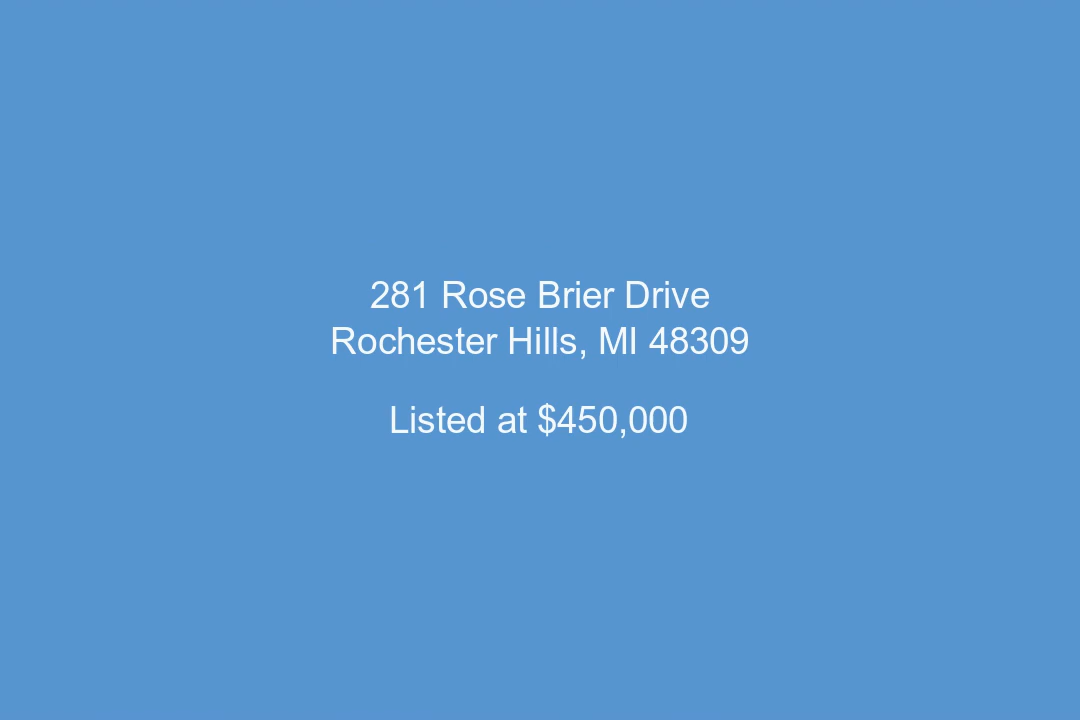 281 Rose Brier Drive
Rochester Hills, MI 48309
Listed at $450,000